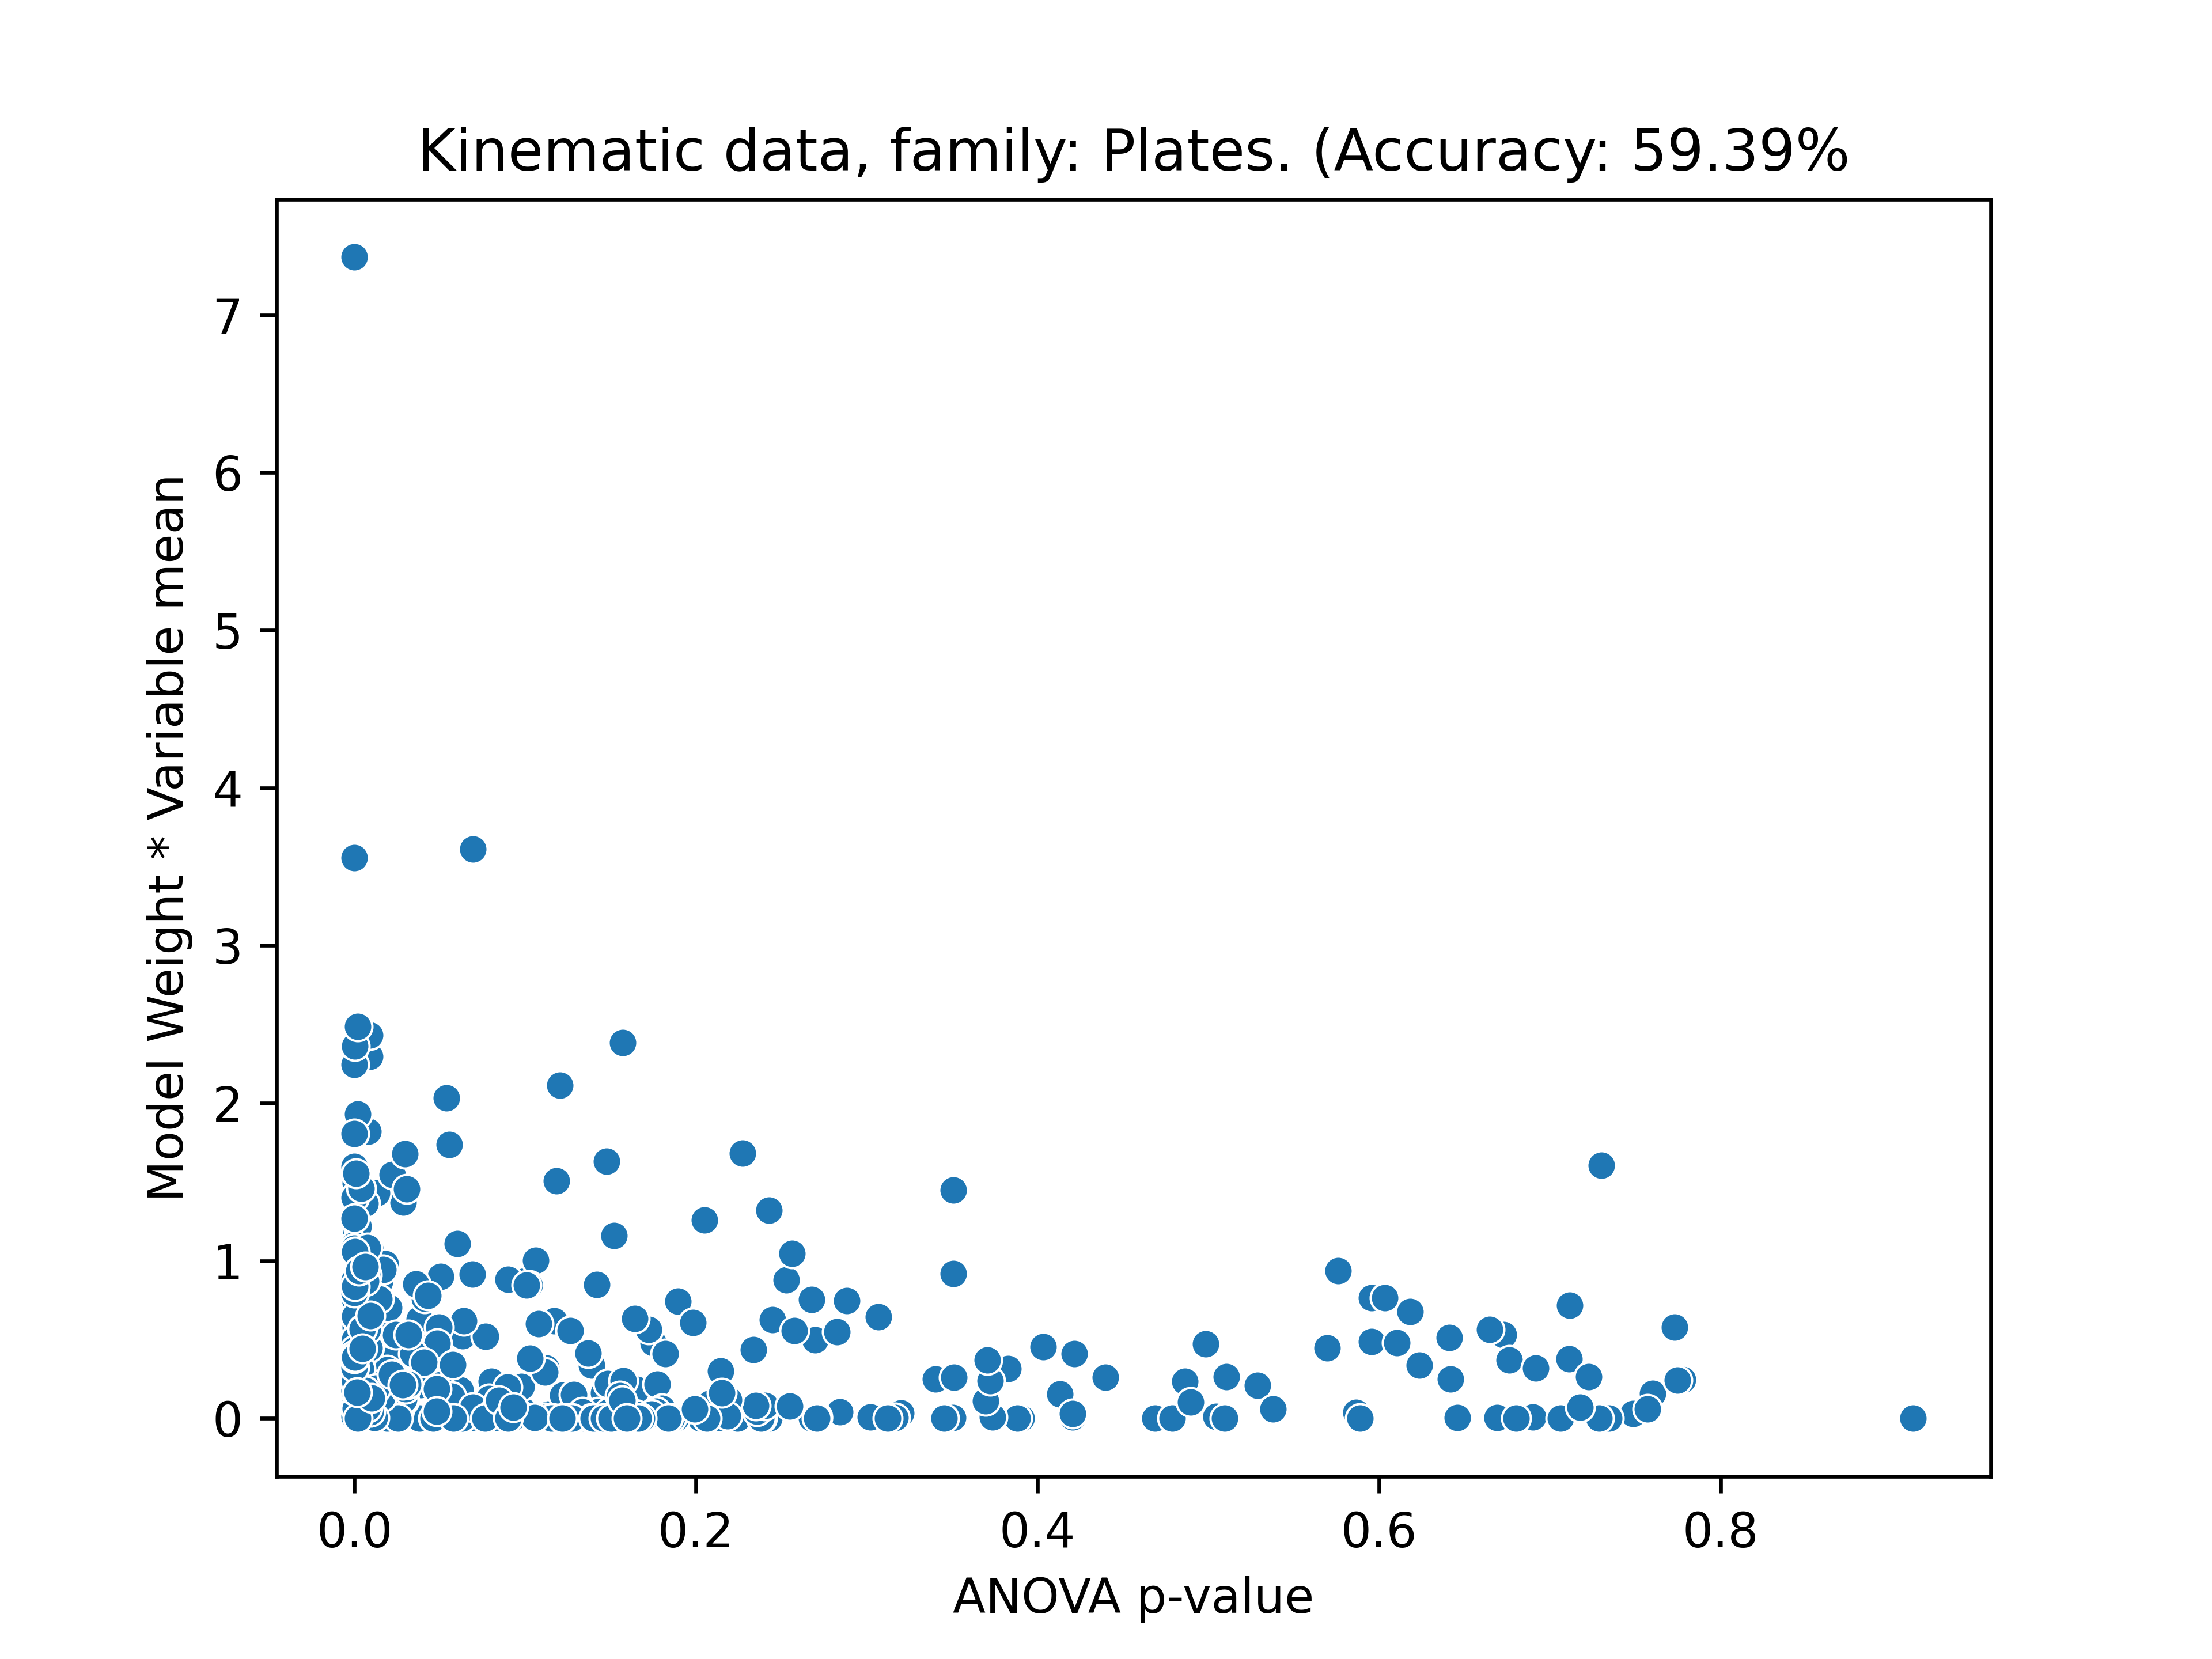 Kinematic data, family: Plates. (Accuracy: 59.39%
Model Weight * Variable mean
7
6
5
4
3
2
1
0
0.0 0.2 0.4 0.6 0.8
ANOVA p-value